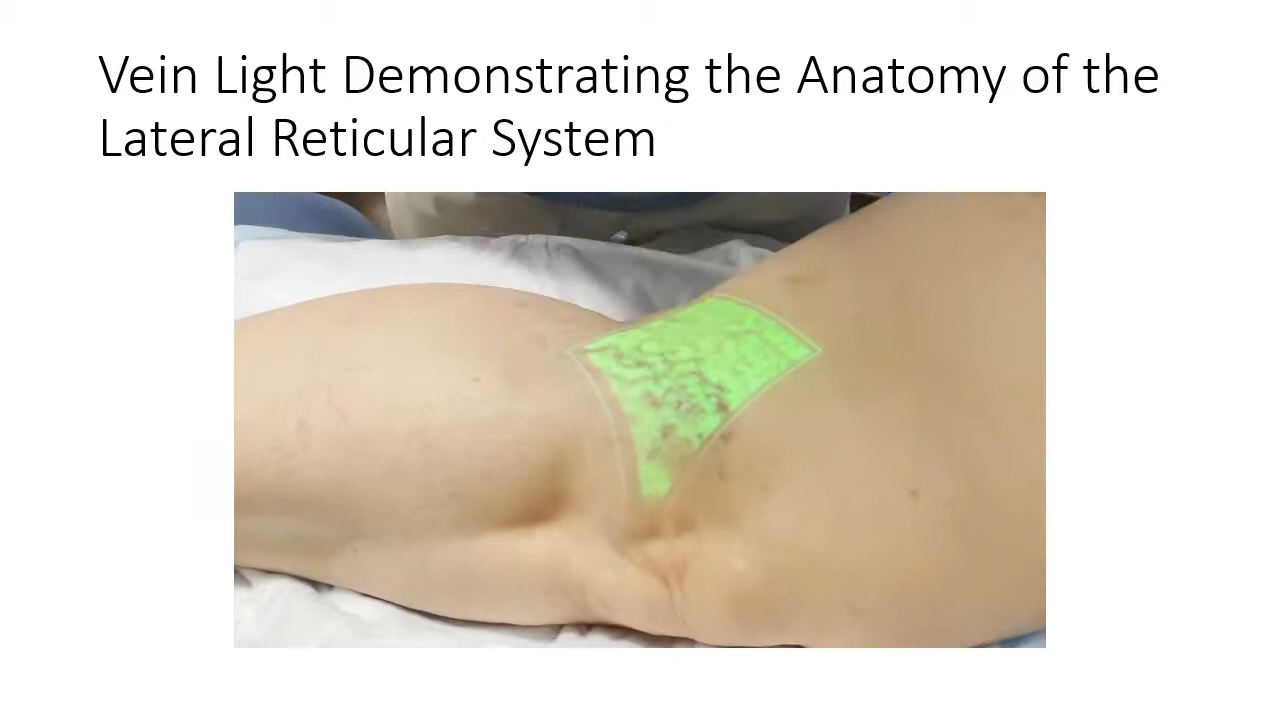 Vein Light Demonstrating the Anatomy of the
Lateral Reticular System